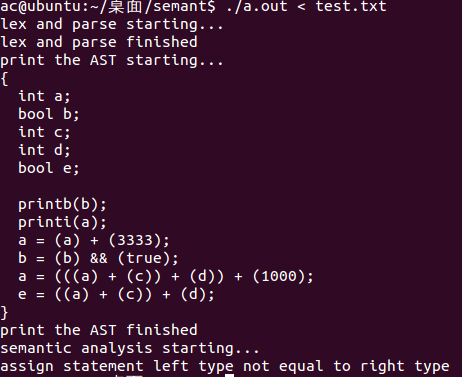 ac@ubuntu:~/桌面/semant$ ./a.out < test.txt
lex and parse starting...
lex and parse finished
print the AST starting...
{
  int a;
  bool b;
  int c;
  int d;
  bool e;

  printb(b);
  printi(a);
  a = (a) + (3333);
  b = (b) && (true);
  a = (((a) + (c)) + (d)) + (1000);
  e = ((a) + (c)) + (d);
}
print the AST finished
semantic analysis starting...
assign statement left type not equal to right type